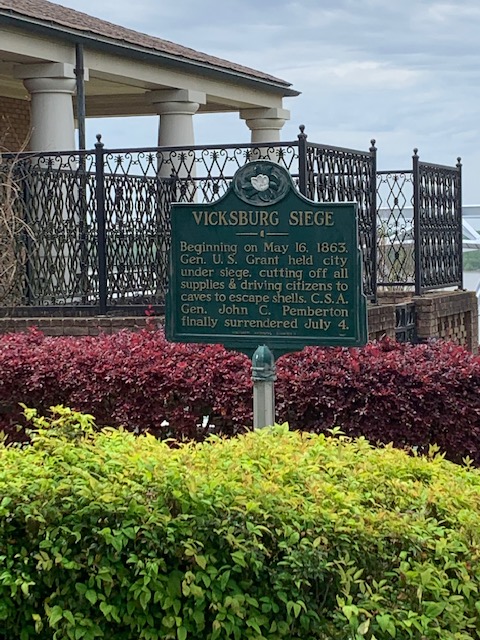 VICKSBURG SIEGE
Beginning on May 16, 1863,
Gen. U. S. Grant held city
under siege, cutting off all
supplies & driving citizens to
caves to escape shells. C.S.A.
Gen. John C. Pemberton
finally surrendered July 4.